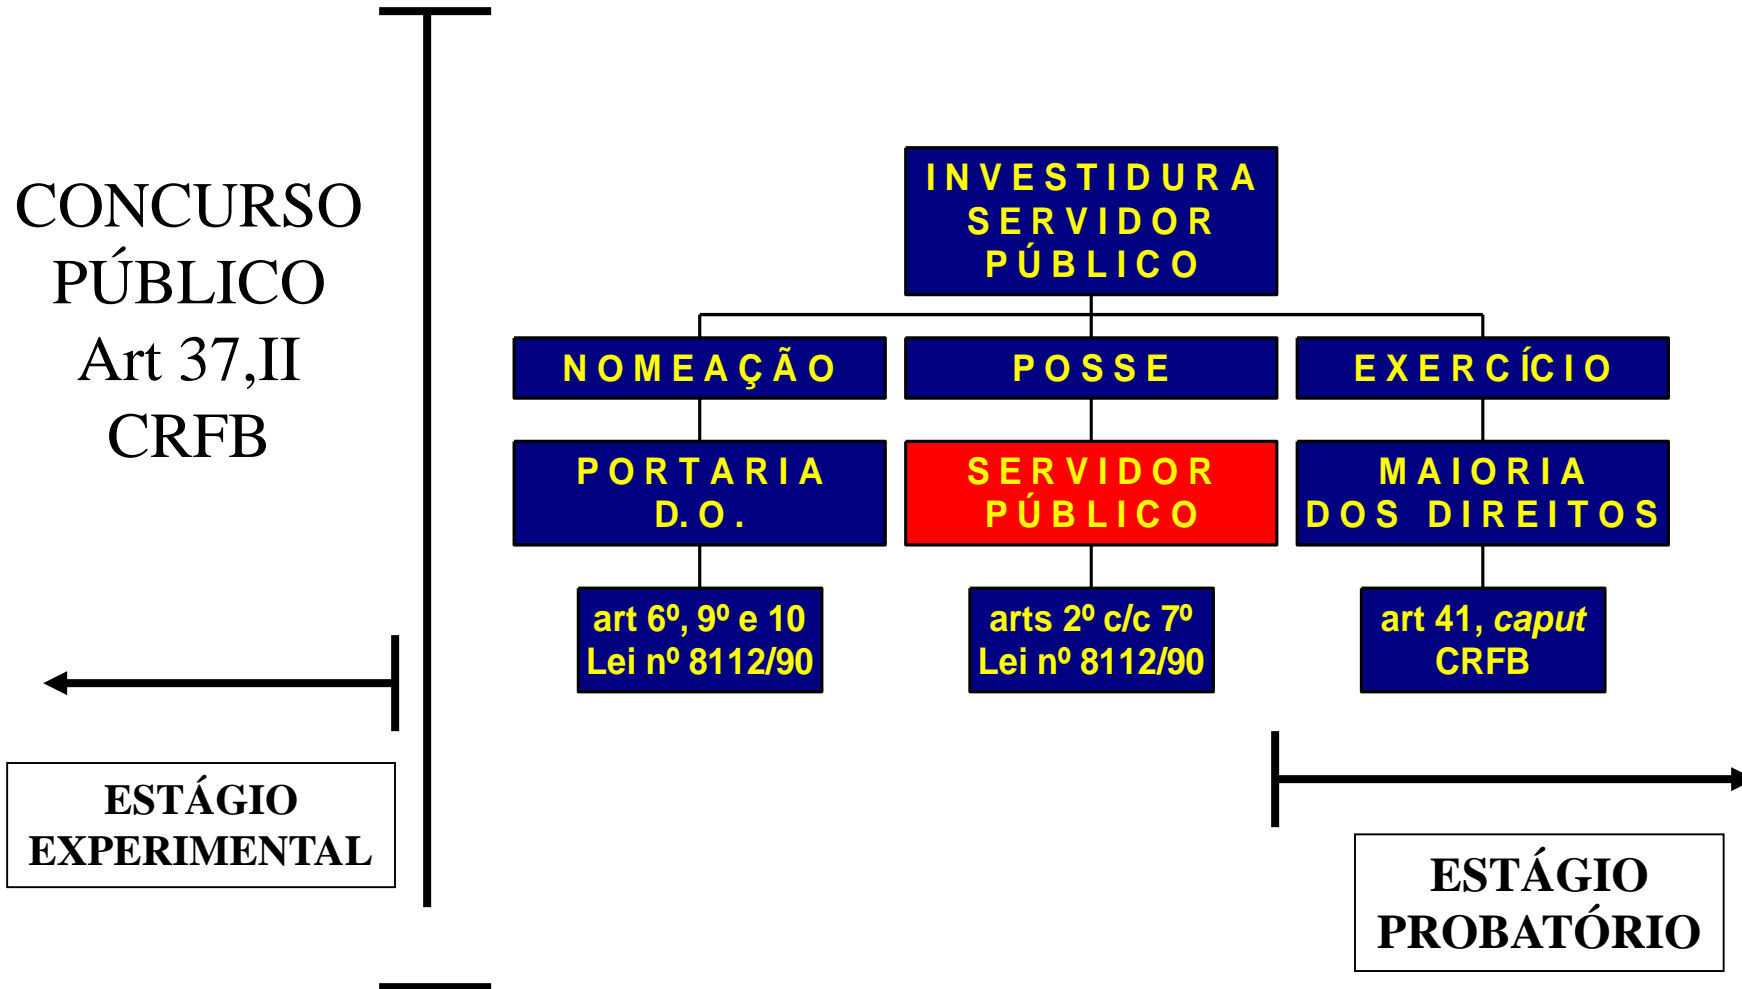 CONCURSO
PÚBLICO
Art 37,II
CRFB
ESTÁGIO
EXPERIMENTAL
INVESTIDURA
SERVIDOR
PÚBLICO
NOMEAÇÃO
PORTARIA
D. O .
art 6º, 9º e 10
Lei nº 8112/90
POSSE
SERVIDOR
PÚBLICO
arts 2º c/c 7º
Lei nº 8112/90
EXERCÍCIO
MAIORIA
DOS DIREITOS
art 41, caput
CRFB
ESTÁGIO
PROBATÓRIO